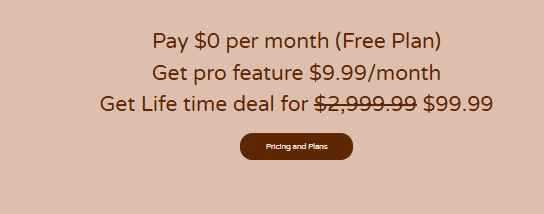 Pay $0 per month (Free Plan)
Get pro feature $9.99/month
Get Life time deal for $2,999.99 $99.99
Pricing and Plans